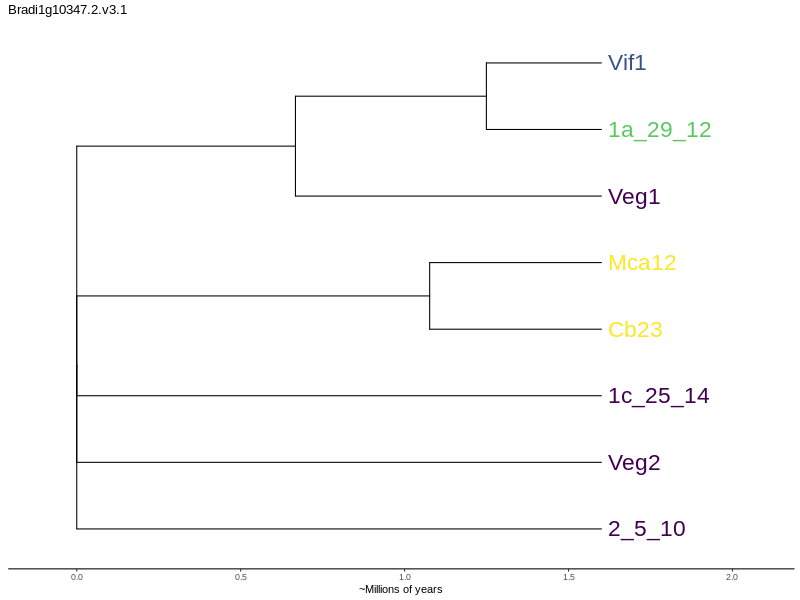 Bradi1g10347.2.v3.1
Vif1
1a_29_12
Veg1
Mca12
Cb23
1c_25_14
Veg2
2_5_10
0.0 0.5 1.0 1.5 2.0
~Millions of years